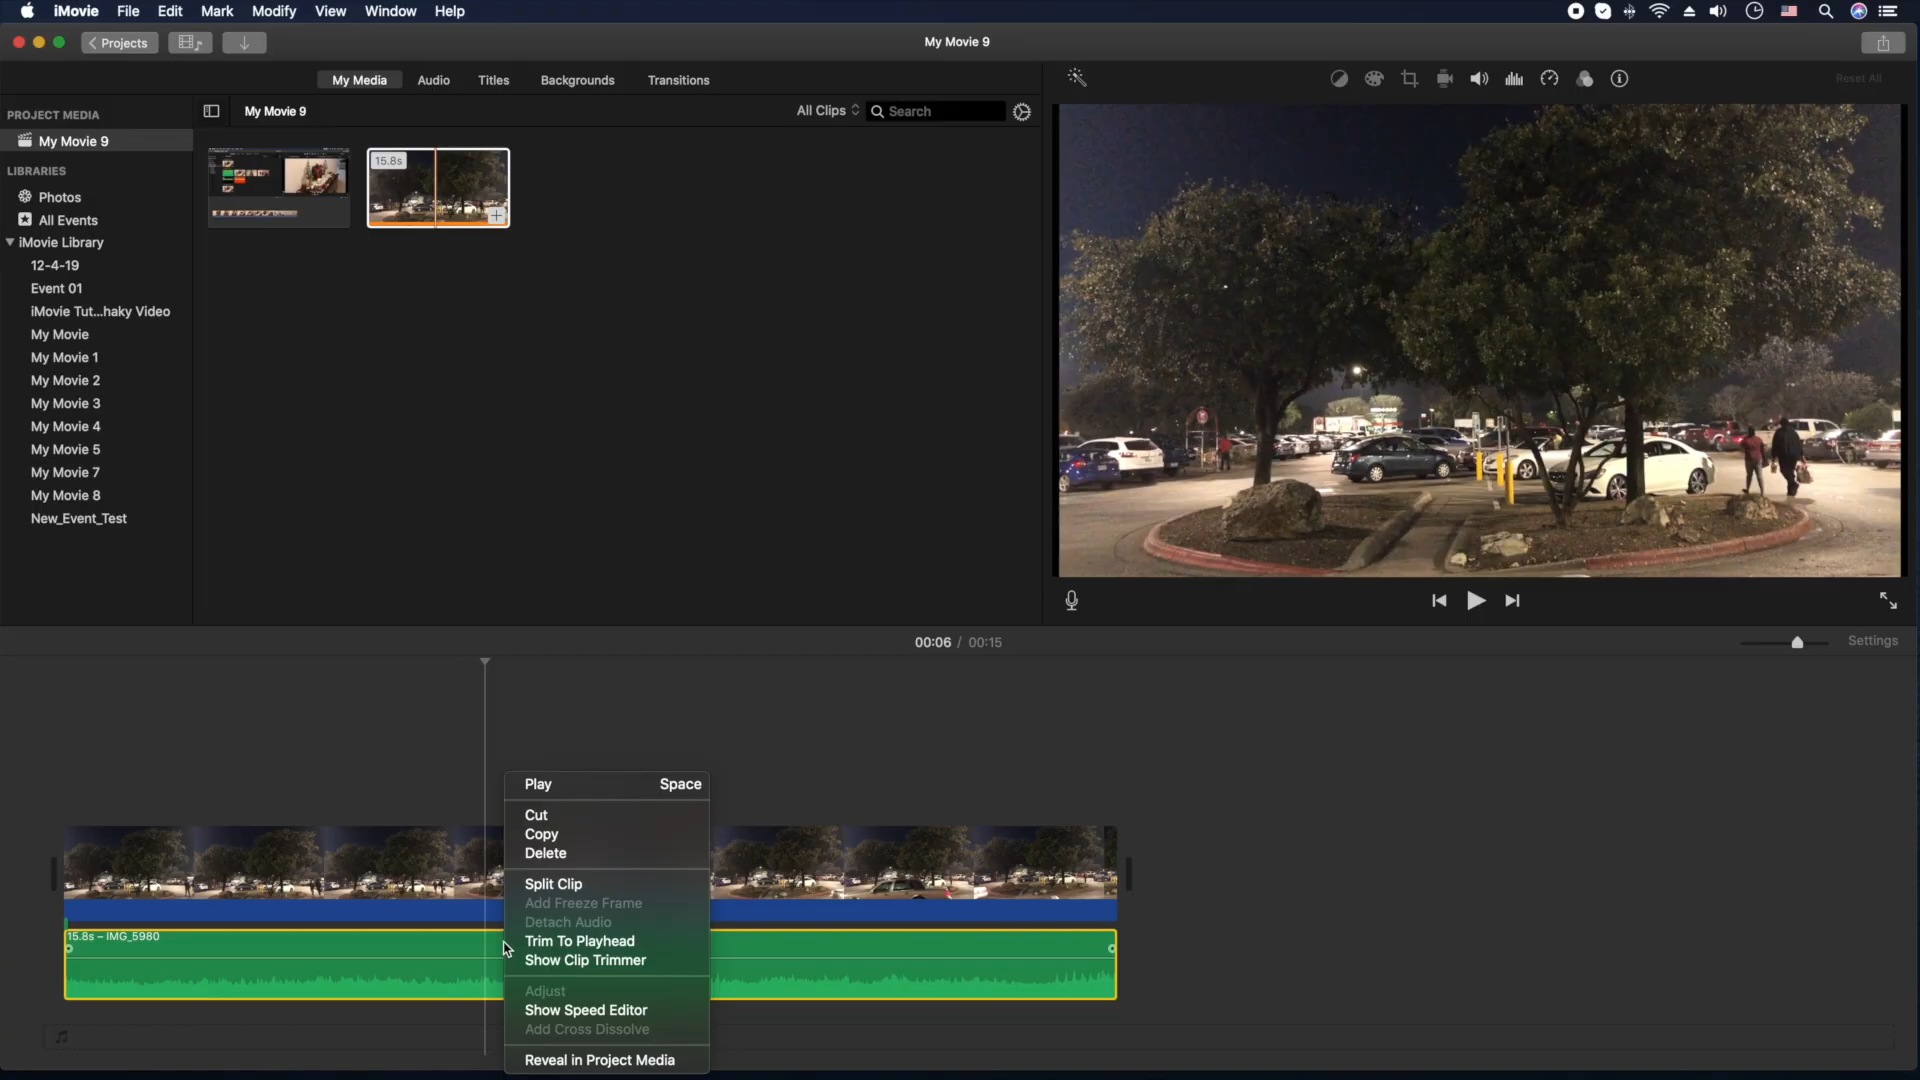 iMovie File Edit Mark Modify View Window Help
Projects
My Movie 9
My Media Audio Titles Backgrounds Transitions
Reset All
PROJECT MEDIA
My Movie 9
LIBRARIES
Photos
All Events
iMovie Library
12-4-19
Event 01
iMovie Tut...haky Video
My Movie
My Movie 1
My Movie 2
My Movie 3
My Movie 4
My Movie 5
My Movie 7
My Movie 8
New_Event_Test
My Movie 9
All Clips
Search
15.8s
00:06 / 00:15
Settings
15.8s – IMG_5980
Play Space
Cut
Copy
Delete
Split Clip
Add Freeze Frame
Detach Audio
Trim To Playhead
Show Clip Trimmer
Adjust
Show Speed Editor
Add Cross Dissolve
Reveal in Project Media